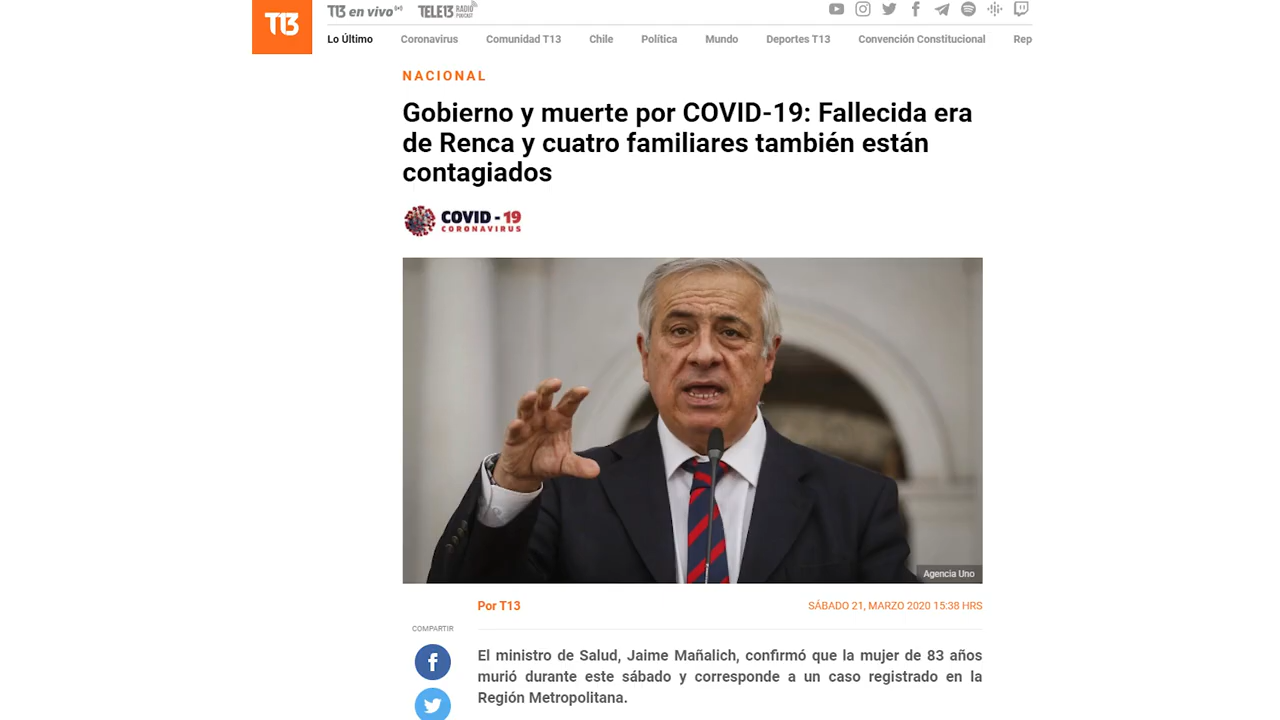 T13
T13 en vivo
TELE13 RADIO PODCAST
Lo Último Coronavirus Comunidad T13 Chile Política Mundo Deportes T13 Convención Constitucional Rep
NACIONAL
Gobierno y muerte por COVID-19: Fallecida era
de Renca y cuatro familiares también están
contagiados
COVID - 19
CORONAVIRUS
Agencia Uno
Por T13
SÁBADO 21, MARZO 2020 15:38 HRS
COMPARTIR
El ministro de Salud, Jaime Mañalich, confirmó que la mujer de 83 años
murió durante este sábado y corresponde a un caso registrado en la
Región Metropolitana.